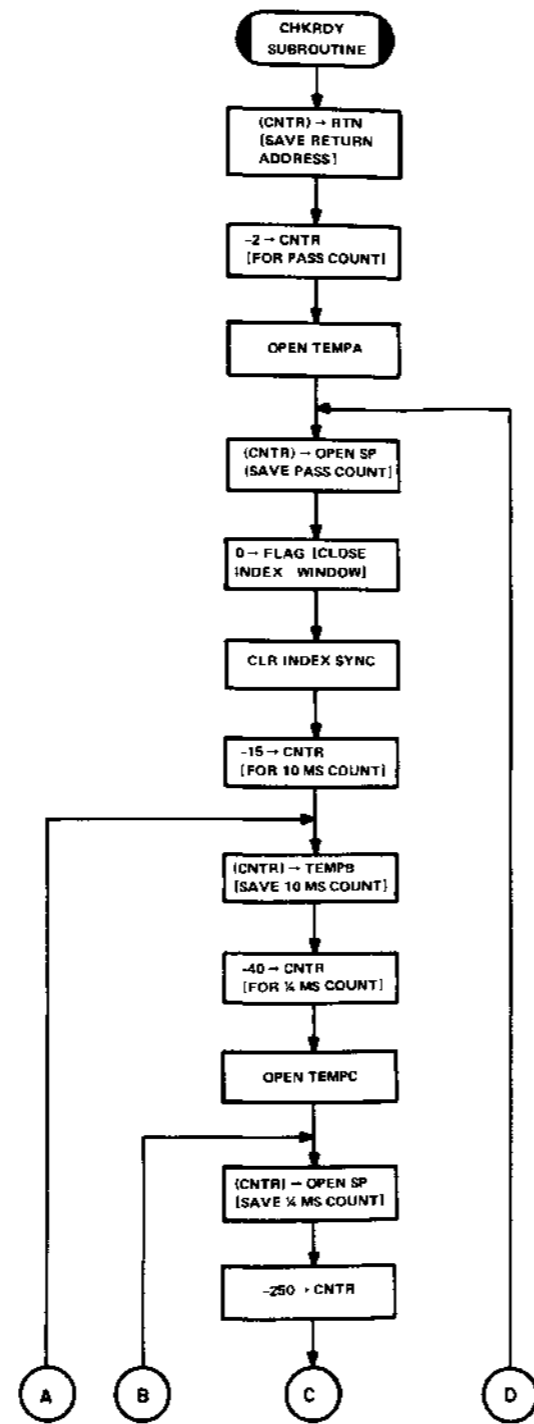 CHKRDY
SUBROUTINE
(CNTR) → RTN
[SAVE RETURN
ADDRESS]
-2 → CNTR
[FOR PASS COUNT]
OPEN TEMPA
(CNTR) → OPEN SP
(SAVE PASS COUNT]
0 → FLAG [CLOSE
INDEX WINDOW]
CLR INDEX SYNC
-15 → CNTR
[FOR 10 MS COUNT]
(CNTR) → TEMPB
[SAVE 10 MS COUNT]
-40 → CNTR
[FOR ¼ MS COUNT]
OPEN TEMPC
(CNTR) → OPEN SP
[SAVE ¼ MS COUNT]
-250 → CNTR
A
B
C
D